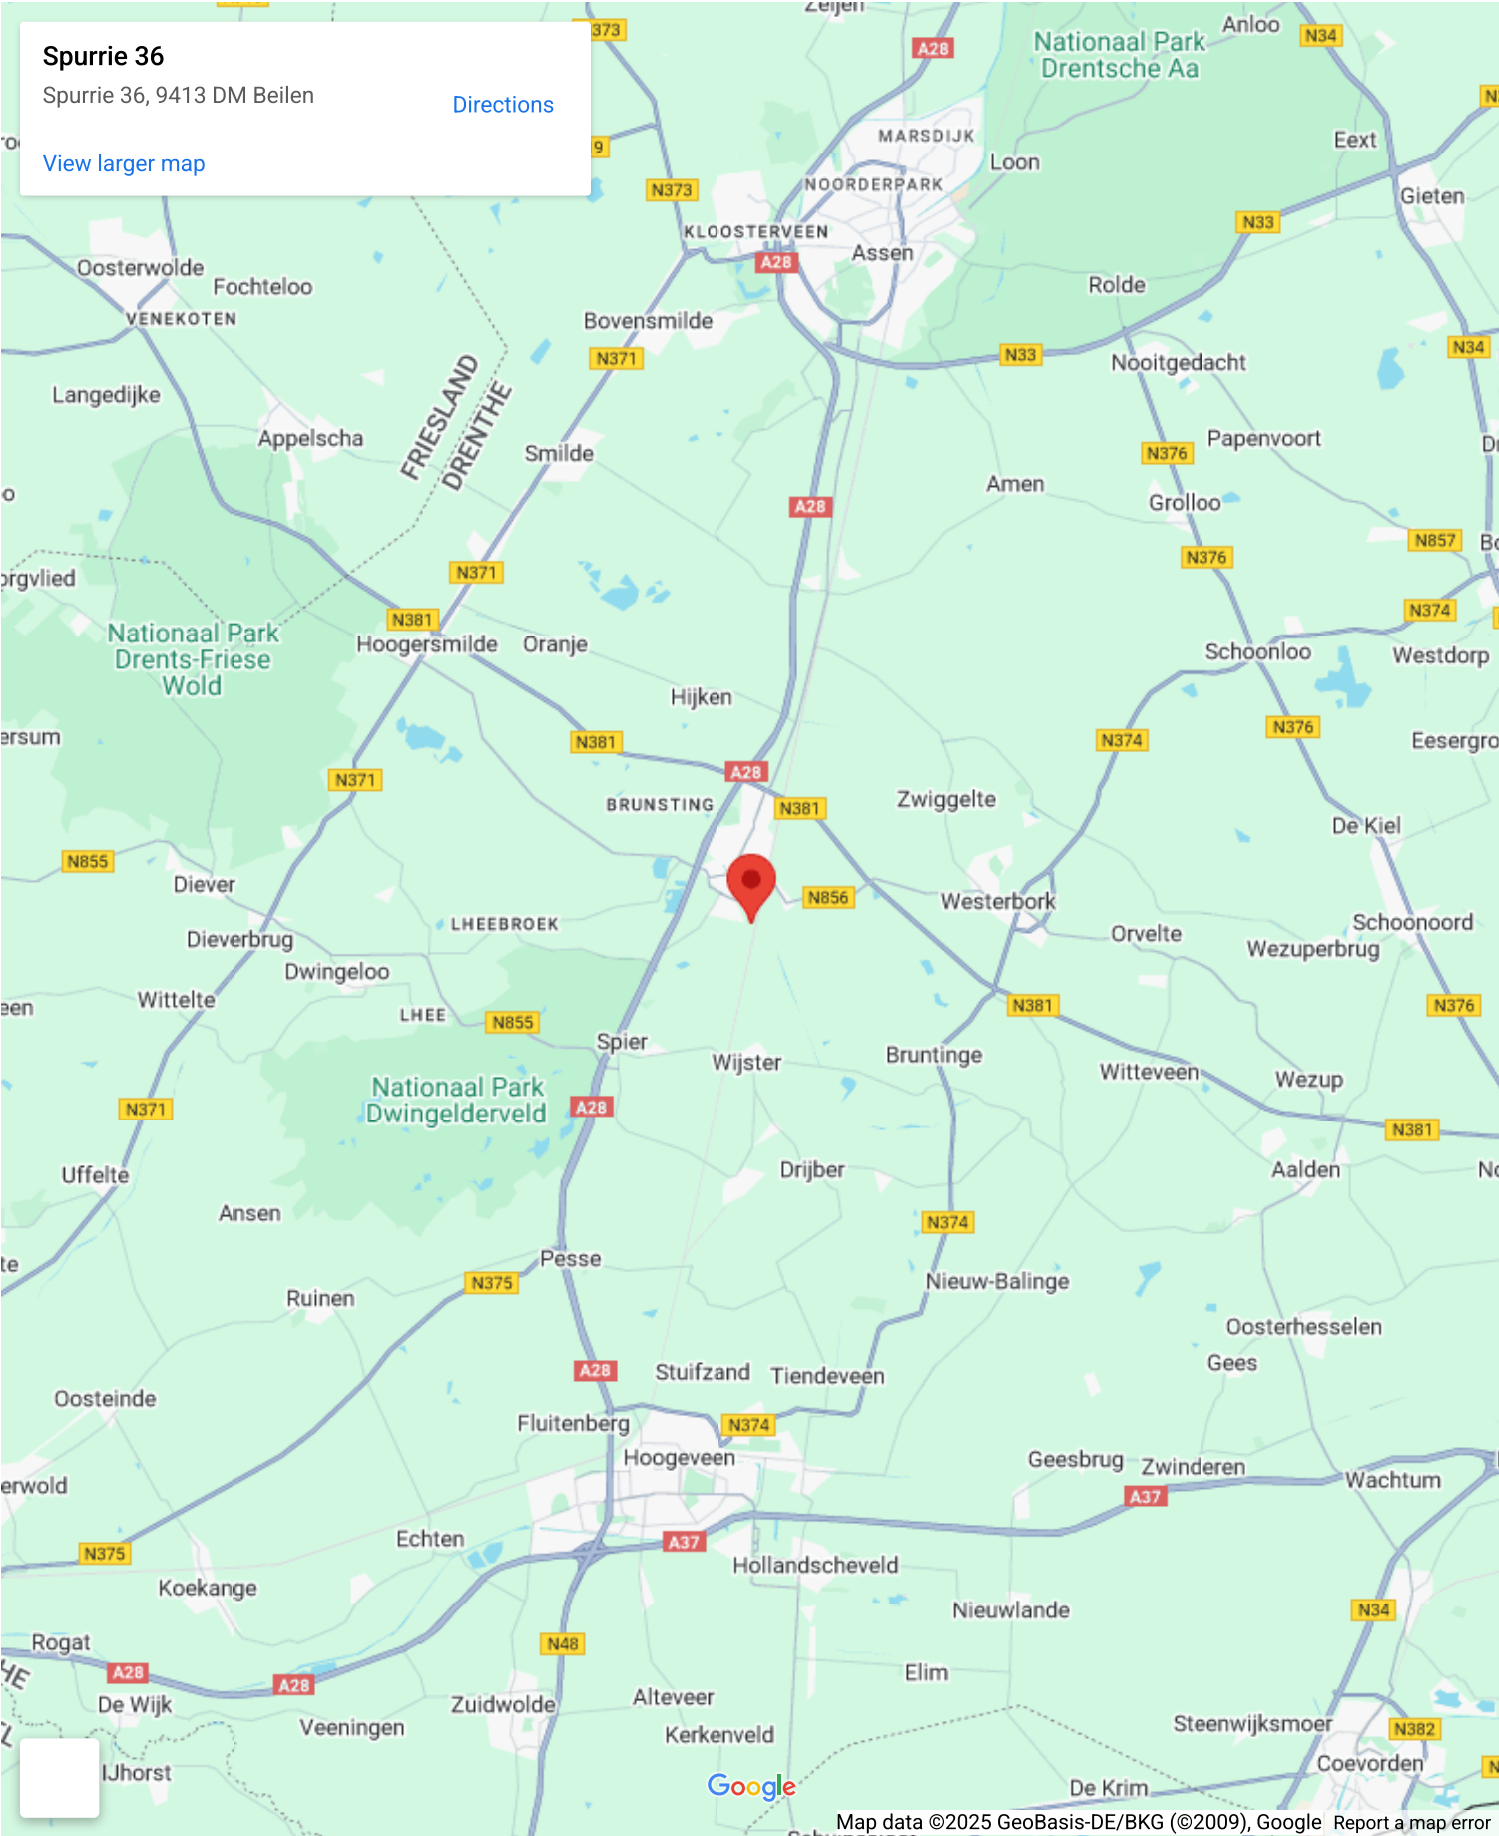 Spurrie 36
Spurrie 36, 9413 DM Beilen
Directions
View larger map
373
Zeijen
A28
Nationaal Park
Drentsche Aa
Anloo
N34
MARSDIJK
Eext
9
Loon
N373
NOORDERPARK
Gieten
N33
KLOOSTERVEEN
Assen
A28
Oosterwolde
Fochteloo
Rolde
VENEKOTEN
Bovensmilde
N371
N33
N34
Nooitgedacht
FRIESLAND
DRENTHE
Langedijke
Appelscha
Smilde
Papenvoort
N376
Amen
Grolloo
A28
N857
N376
N371
orgvlied
N374
N381
Nationaal Park
Drents-Friese
Wold
Hoogersmilde
Oranje
Schoonloo
Westdorp
Hijken
N376
ersum
N381
N374
Eesergro
A28
N371
BRUNSTING
N381
Zwiggelte
De Kiel
N855
Diever
N856
Westerbork
LHEEBROEK
Schoonoord
Orvelte
Dieverbrug
Wezuperbrug
Dwingeloo
Wittelte
een
N381
N376
LHEE
N855
Spier
Wijster
Bruntinge
Witteveen
Wezup
Nationaal Park
Dwingelderveld
N371
A28
N381
Uffelte
Drijber
Aalden
Ansen
N374
te
Pesse
N375
Nieuw-Balinge
Ruinen
Oosterhesselen
Gees
A28
Stuifzand
Tiendeveen
Oosteinde
Fluitenberg
N374
Hoogeveen
Geesbrug
Zwinderen
erwold
Wachtum
A37
Echten
A37
N375
Hollandscheveld
Koekange
Nieuwlande
N34
Rogat
N48
HE
A28
Elim
A28
De Wijk
Zuidwolde
Alteveer
Veeningen
Kerkenveld
Steenwijksmoer
N382
Coevorden
IJhorst
Google
De Krim
Map data ©2025 GeoBasis-DE/BKG (©2009), Google
Report a map error